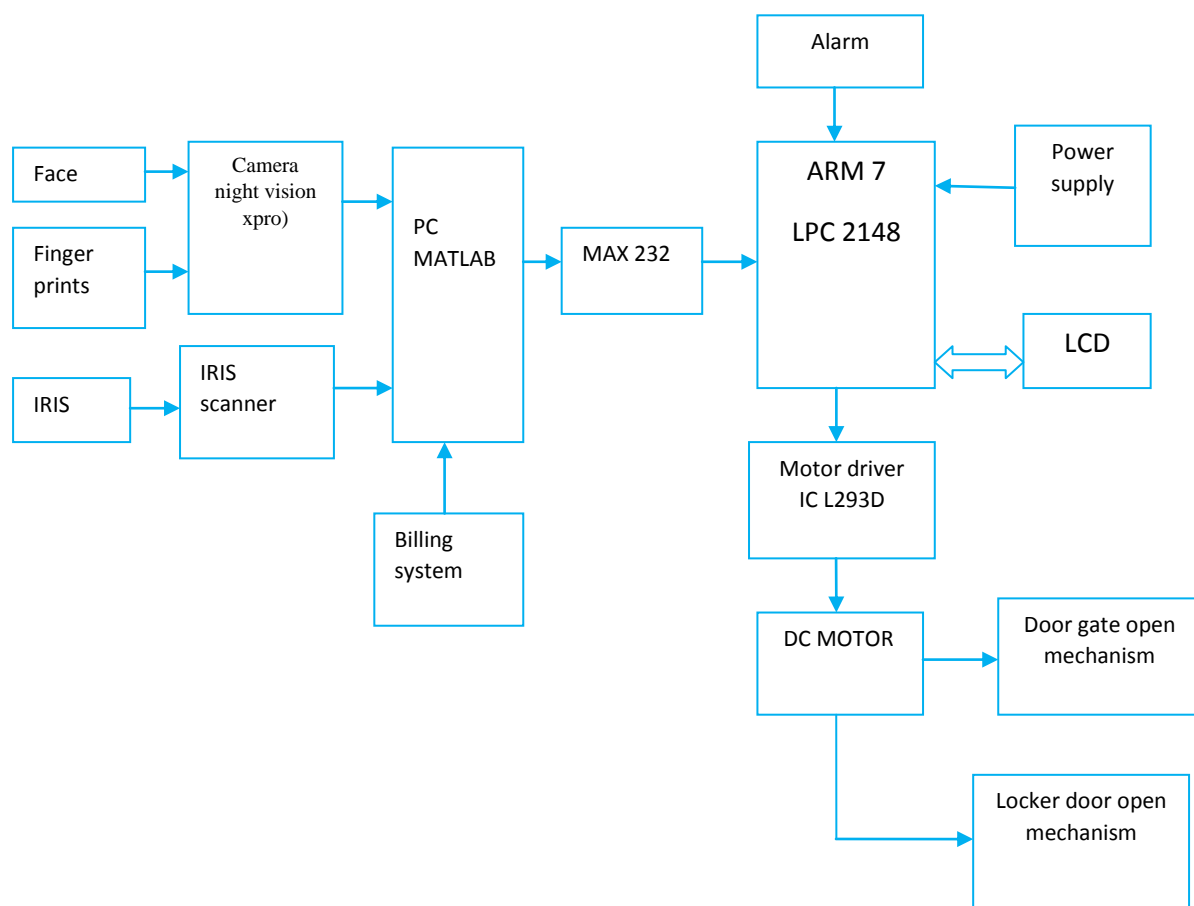 Alarm
Face
Camera
night vision
xpro)
Finger
prints
PC
MATLAB
MAX 232
ARM 7
LPC 2148
Power
supply
LCD
IRIS
IRIS
scanner
Billing
system
Motor driver
IC L293D
DC MOTOR
Door gate open
mechanism
Locker door open
mechanism